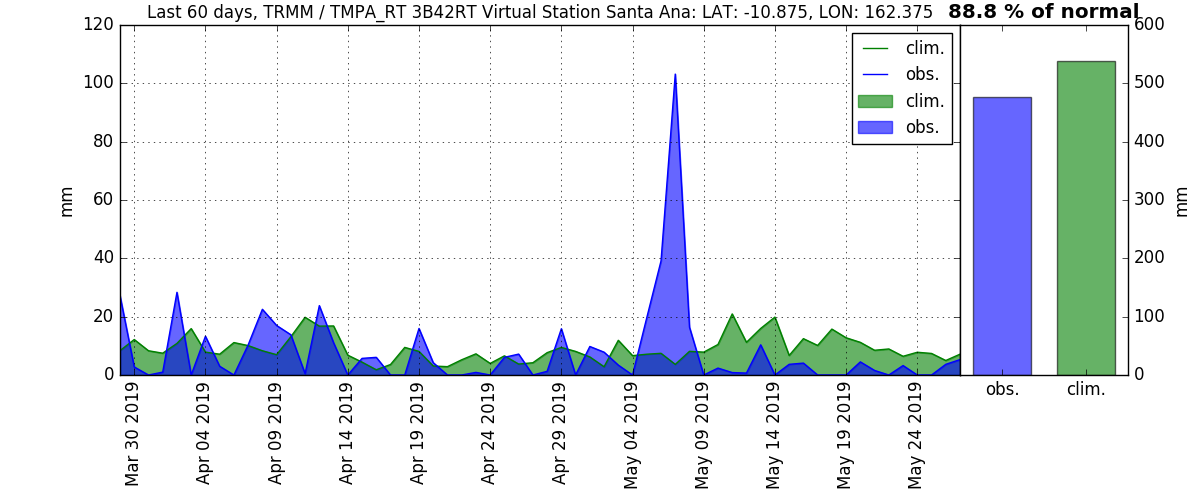 Last 60 days, TRMM / TMPA_RT 3B42RT Virtual Station Santa Ana: LAT: -10.875, LON: 162.375 88.8 % of normal
120
100
80
60
40
20
0
mm
clim.
obs.
clim.
obs.
600
500
400
300
200
100
0
mm
Mar 30 2019
Apr 04 2019
Apr 09 2019
Apr 14 2019
Apr 19 2019
Apr 24 2019
Apr 29 2019
May 04 2019
May 09 2019
May 14 2019
May 19 2019
May 24 2019
obs.
clim.